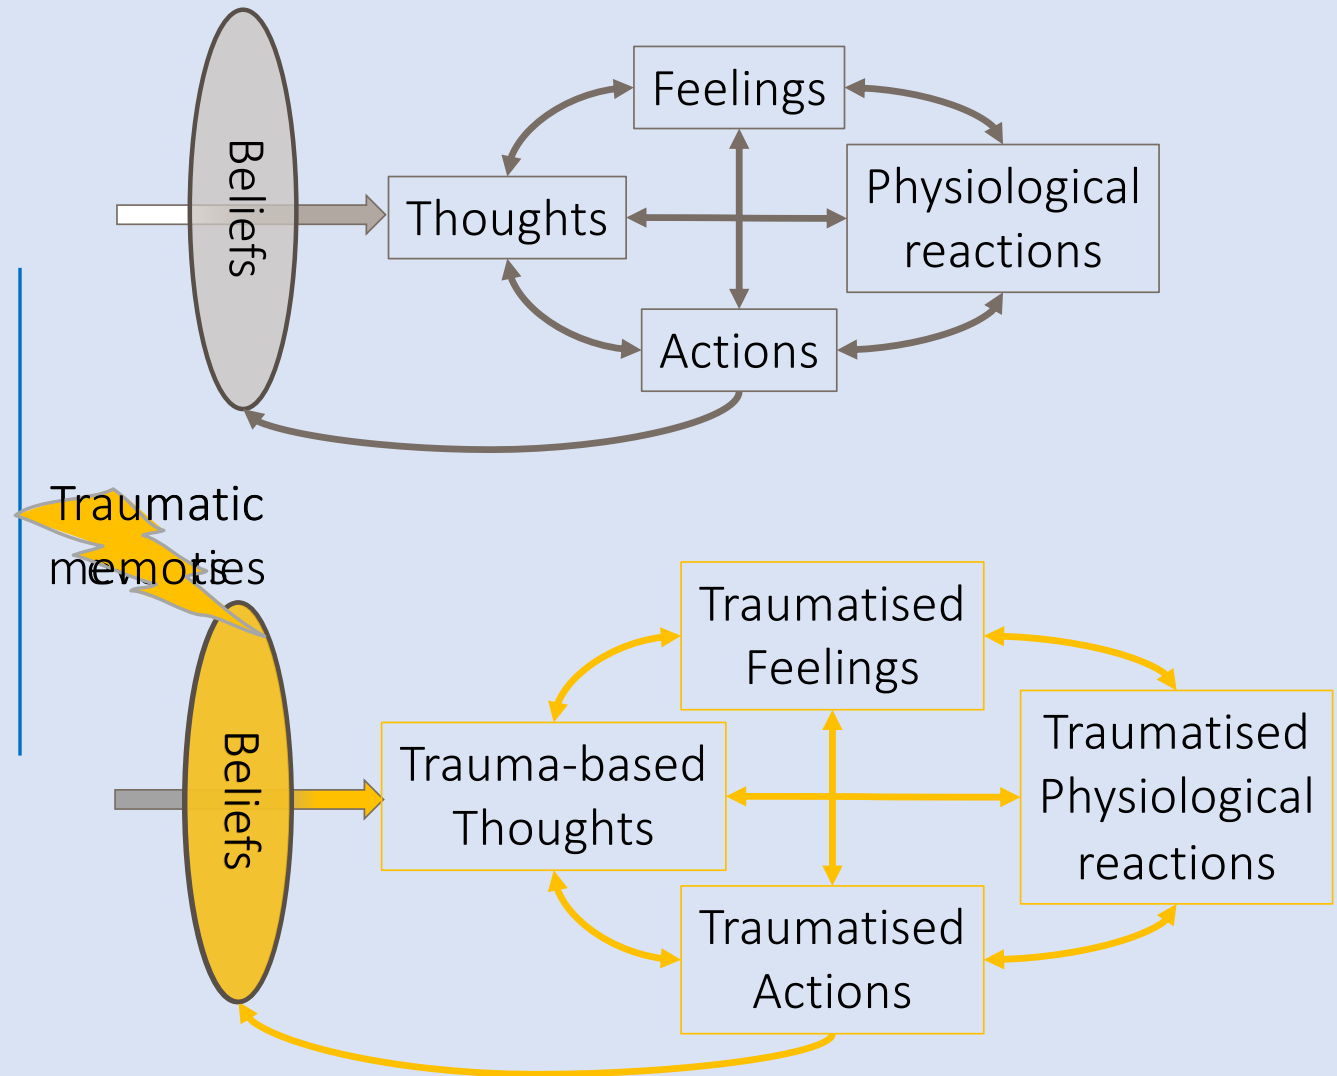 Feelings
Beliefs
Physiological
reactions
Thoughts
Actions
Traumatic
Traumatised
Feelings
Traumatised
Physiological
reactions
Beliefs
Trauma-based
Thoughts
Traumatised
Actions